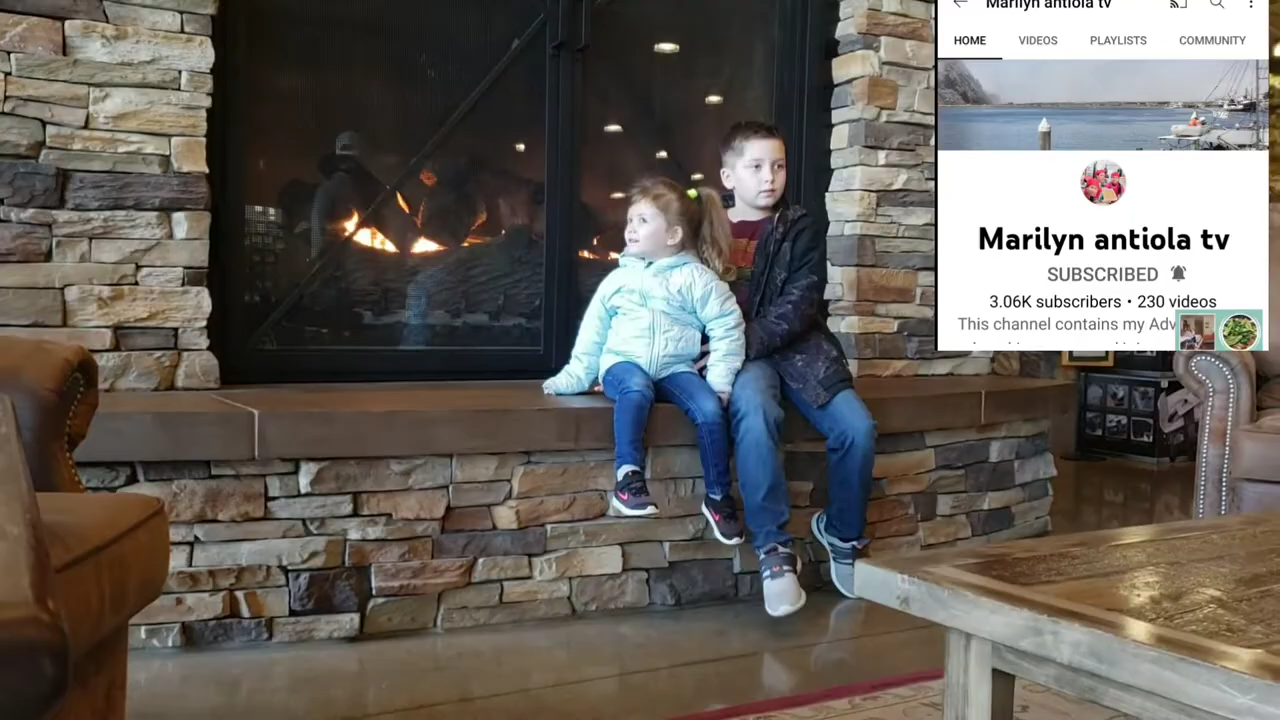 Marilyn antiola tv
HOME VIDEOS PLAYLISTS COMMUNITY
Marilyn antiola tv
SUBSCRIBED
3.06K subscribers • 230 videos
This channel contains my Adv